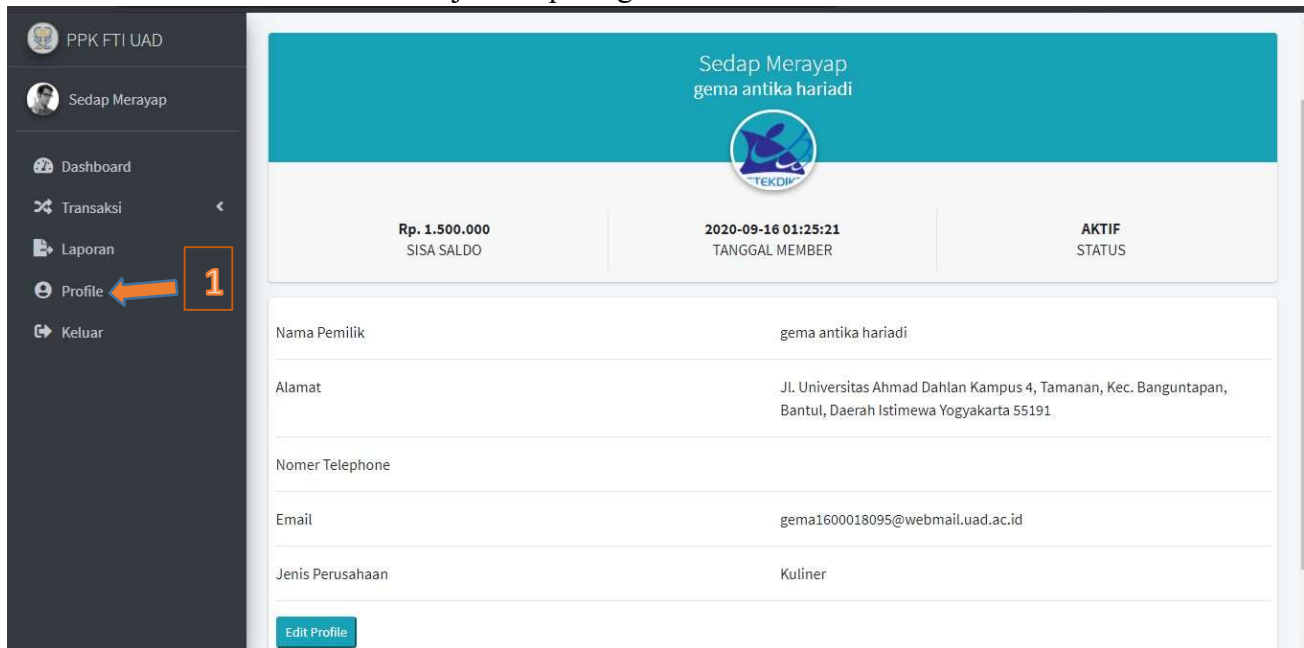 PPK FTI UAD
Sedap Merayap
Dashboard
Transaksi
Laporan
Profile
1
Keluar
Sedap Merayap
gema antika hariadi
TEKDIK
Rp. 1.500.000
SISA SALDO
2020-09-16 01:25:21
TANGGAL MEMBER
AKTIF
STATUS
Nama Pemilik
gema antika hariadi
Alamat
Jl. Universitas Ahmad Dahlan Kampus 4, Tamanan, Kec. Banguntapan,
Bantul, Daerah Istimewa Yogyakarta 55191
Nomer Telephone
Email
gema1600018095@webmail.uad.ac.id
Jenis Perusahaan
Kuliner
Edit Profile